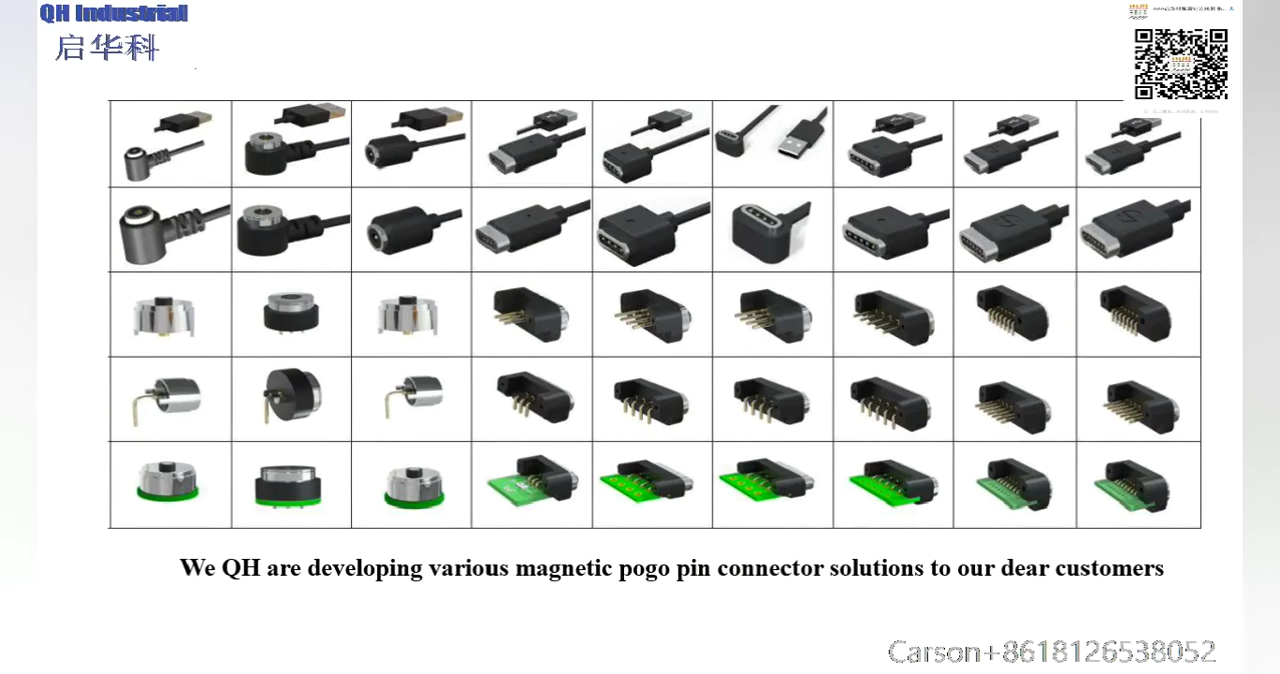 QH Industrial
启华科
We QH are developing various magnetic pogo pin connector solutions to our dear customers
Carson+8618126538052